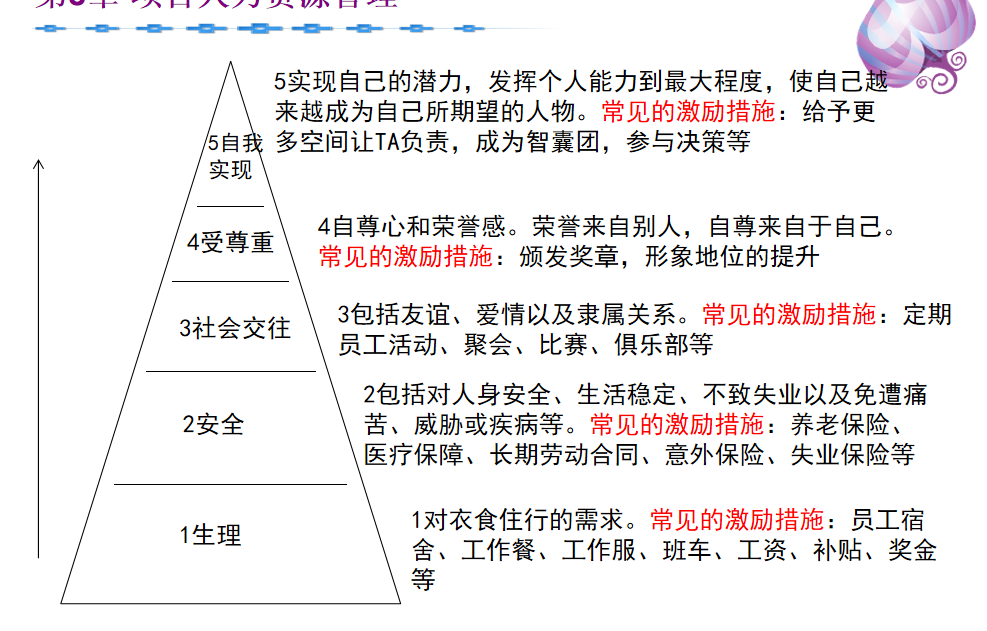 5实现自己的潜力，发挥个人能力到最大程度，使自己越
来越成为自己所期望的人物。常见的激励措施：给予更
多空间让TA负责，成为智囊团，参与决策等
5自我
实现
4自尊心和荣誉感。荣誉来自别人，自尊来自于自己。
常见的激励措施：颁发奖章，形象地位的提升
4受尊重
3包括友谊、爱情以及隶属关系。常见的激励措施：定期
员工活动、聚会、比赛、俱乐部等
3社会交往
2包括对人身安全、生活稳定、不致失业以及免遭痛
苦、威胁或疾病等。常见的激励措施：养老保险、
医疗保障、长期劳动合同、意外保险、失业保险等
2安全
1对衣食住行的需求。常见的激励措施：员工宿
舍、工作餐、工作服、班车、工资、补贴、奖金
等
1生理